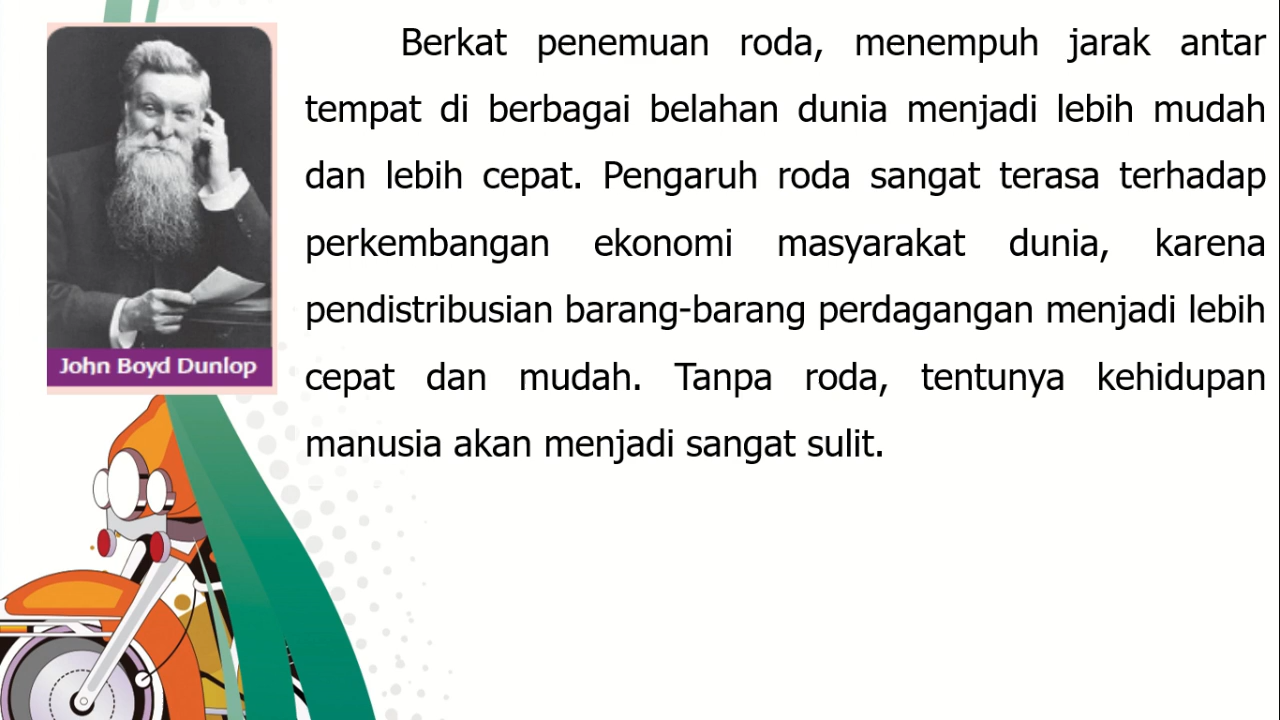 Berkat penemuan roda, menempuh jarak antar
tempat di berbagai belahan dunia menjadi lebih mudah
dan lebih cepat. Pengaruh roda sangat terasa terhadap
perkembangan ekonomi masyarakat dunia, karena
pendistribusian barang-barang perdagangan menjadi lebih
cepat dan mudah. Tanpa roda, tentunya kehidupan
manusia akan menjadi sangat sulit.
John Boyd Dunlop